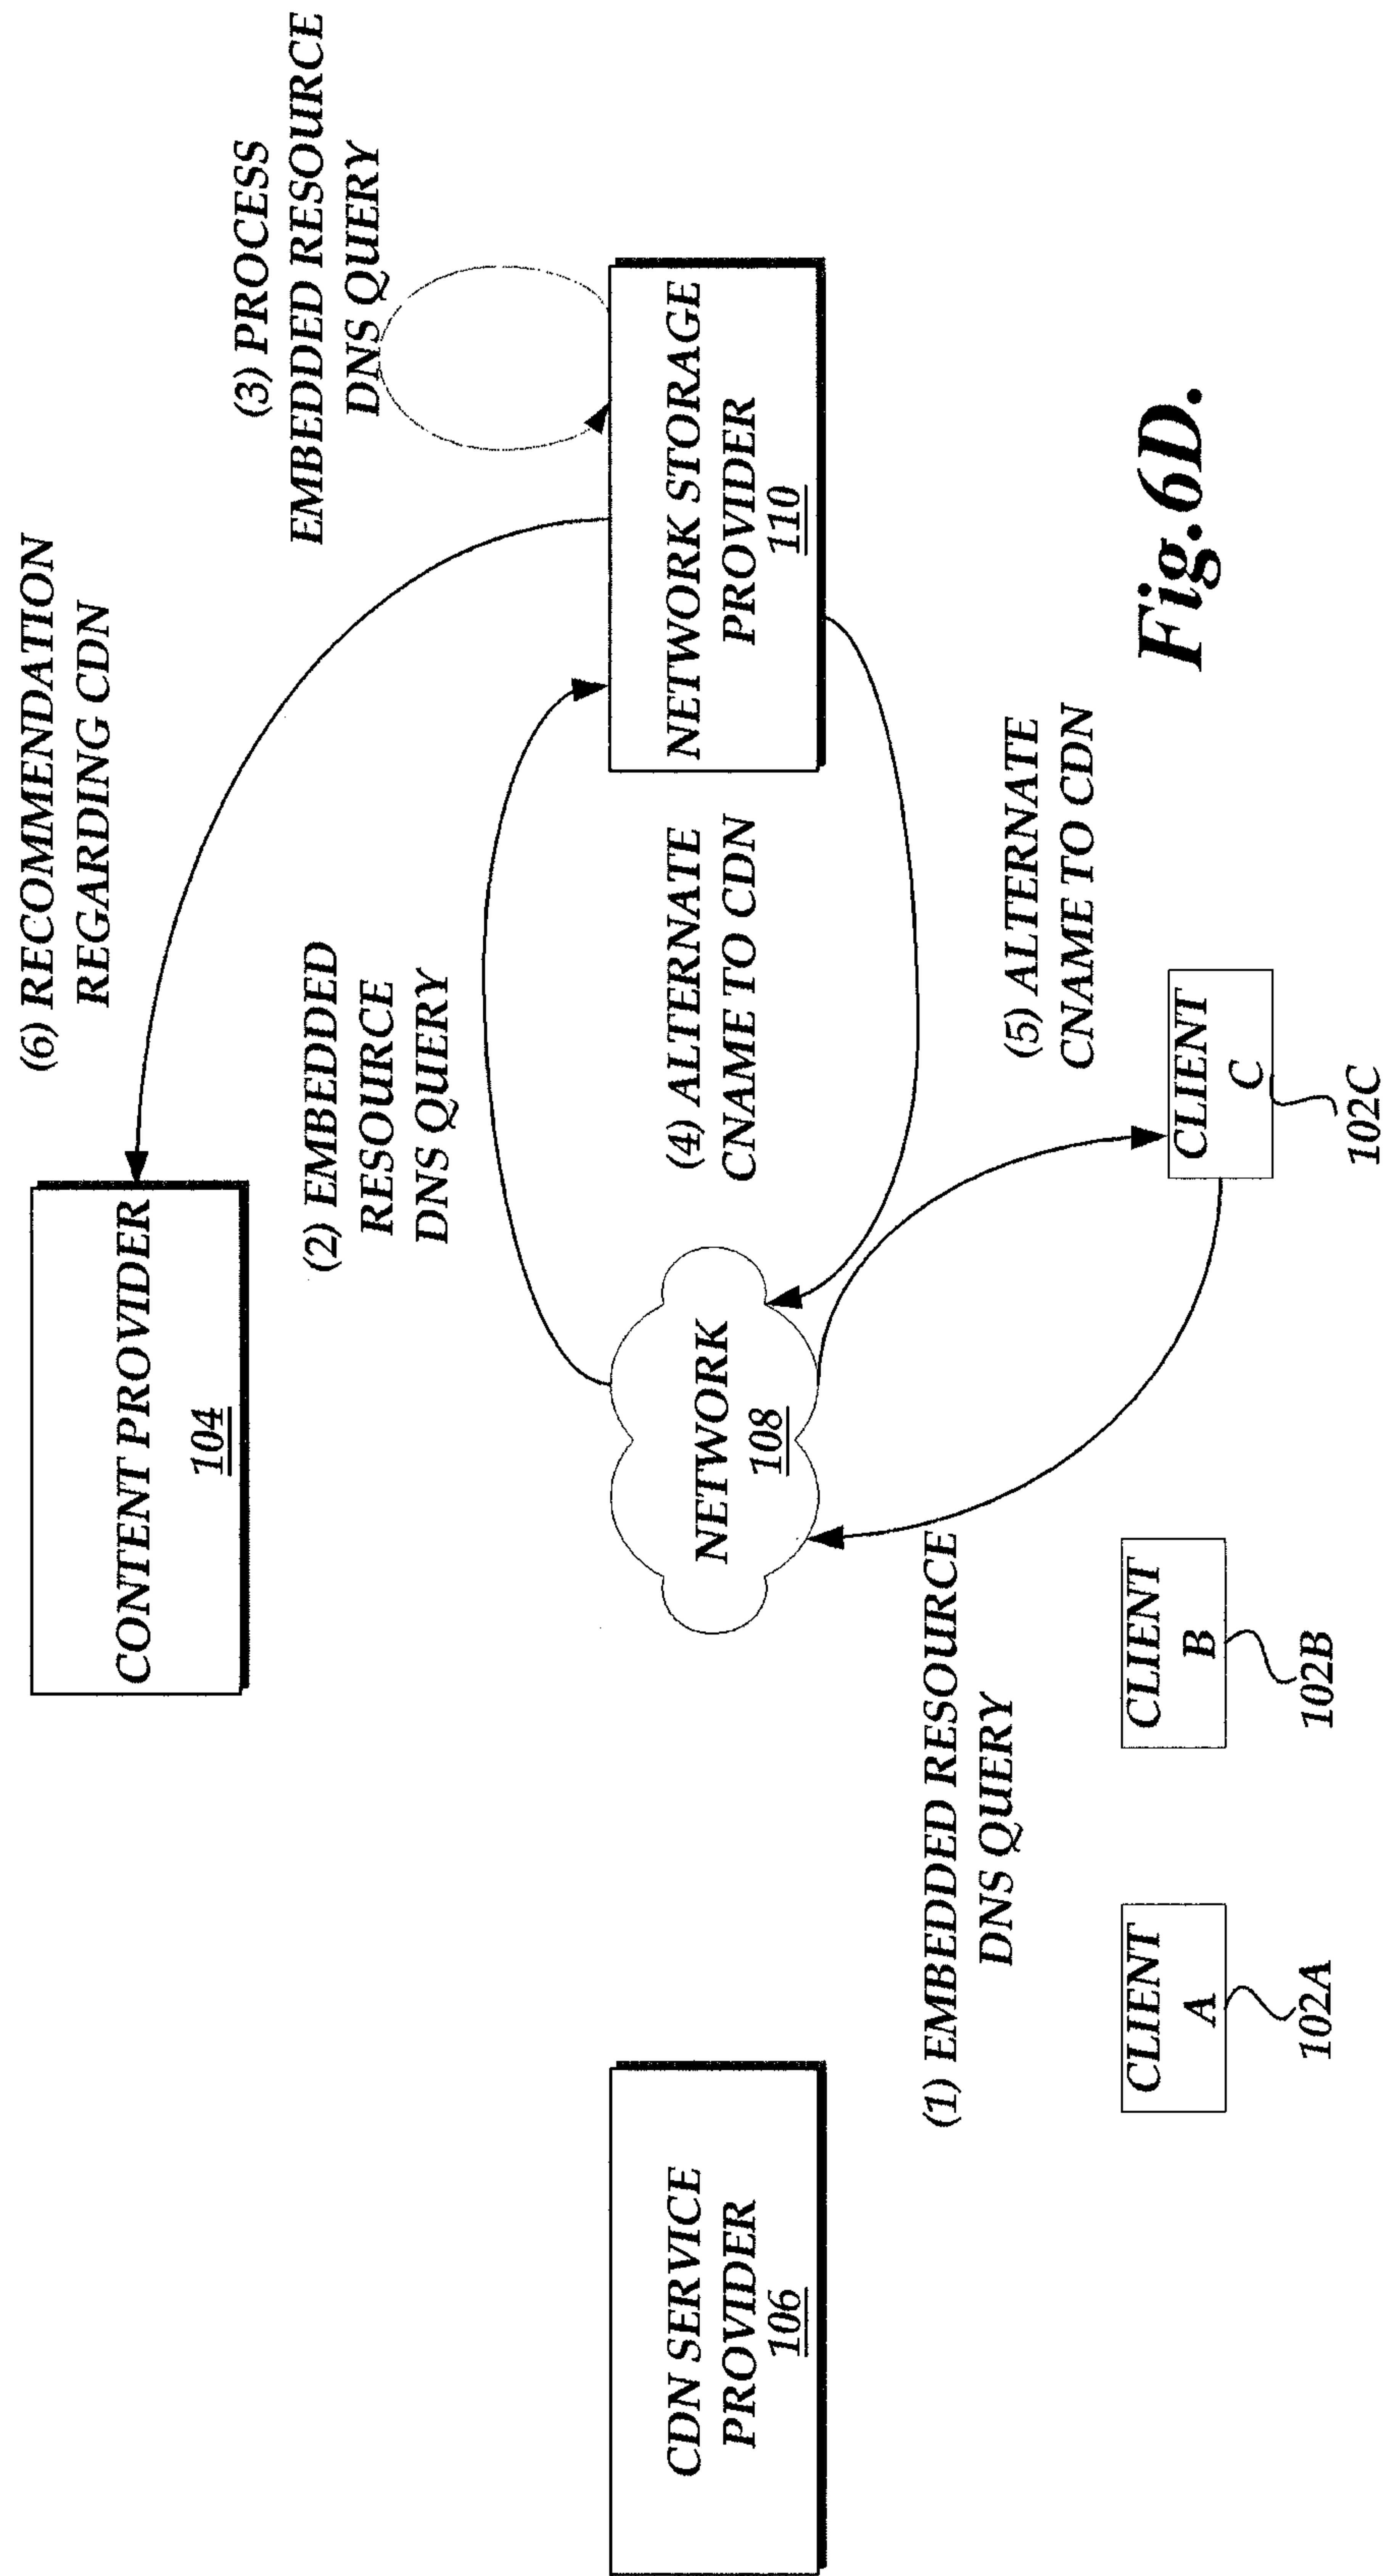 (6) RECOMMENDATION
REGARDING CDN
CONTENT PROVIDER
104
(3) PROCESS
EMBEDDED RESOURCE
DNS QUERY
(2) EMBEDDED
RESOURCE
DNS QUERY
CDN SERVICE
PROVIDER
106
NETWORK
108
(4) ALTERNATE
CNAME TO CDN
NETWORK STORAGE
PROVIDER
110
(1) EMBEDDED RESOURCE
DNS QUERY
(5) ALTERNATE
CNAME TO CDN
CLIENT
A
102A
CLIENT
B
102B
CLIENT
C
102C
Fig.6D.